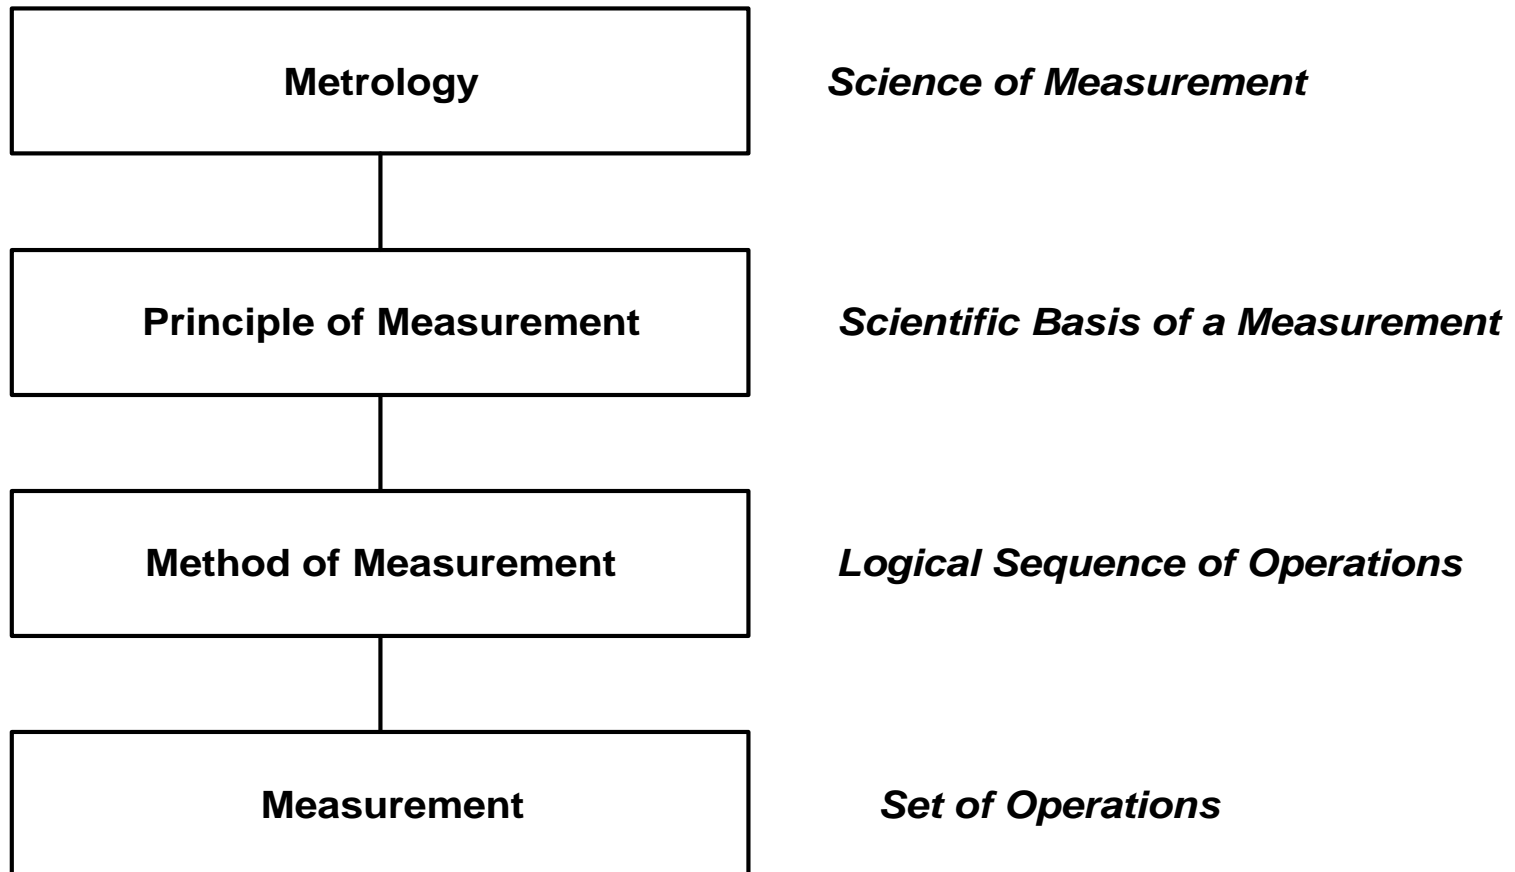 Metrology
Science of Measurement
Principle of Measurement
Scientific Basis of a Measurement
Method of Measurement
Logical Sequence of Operations
Measurement
Set of Operations